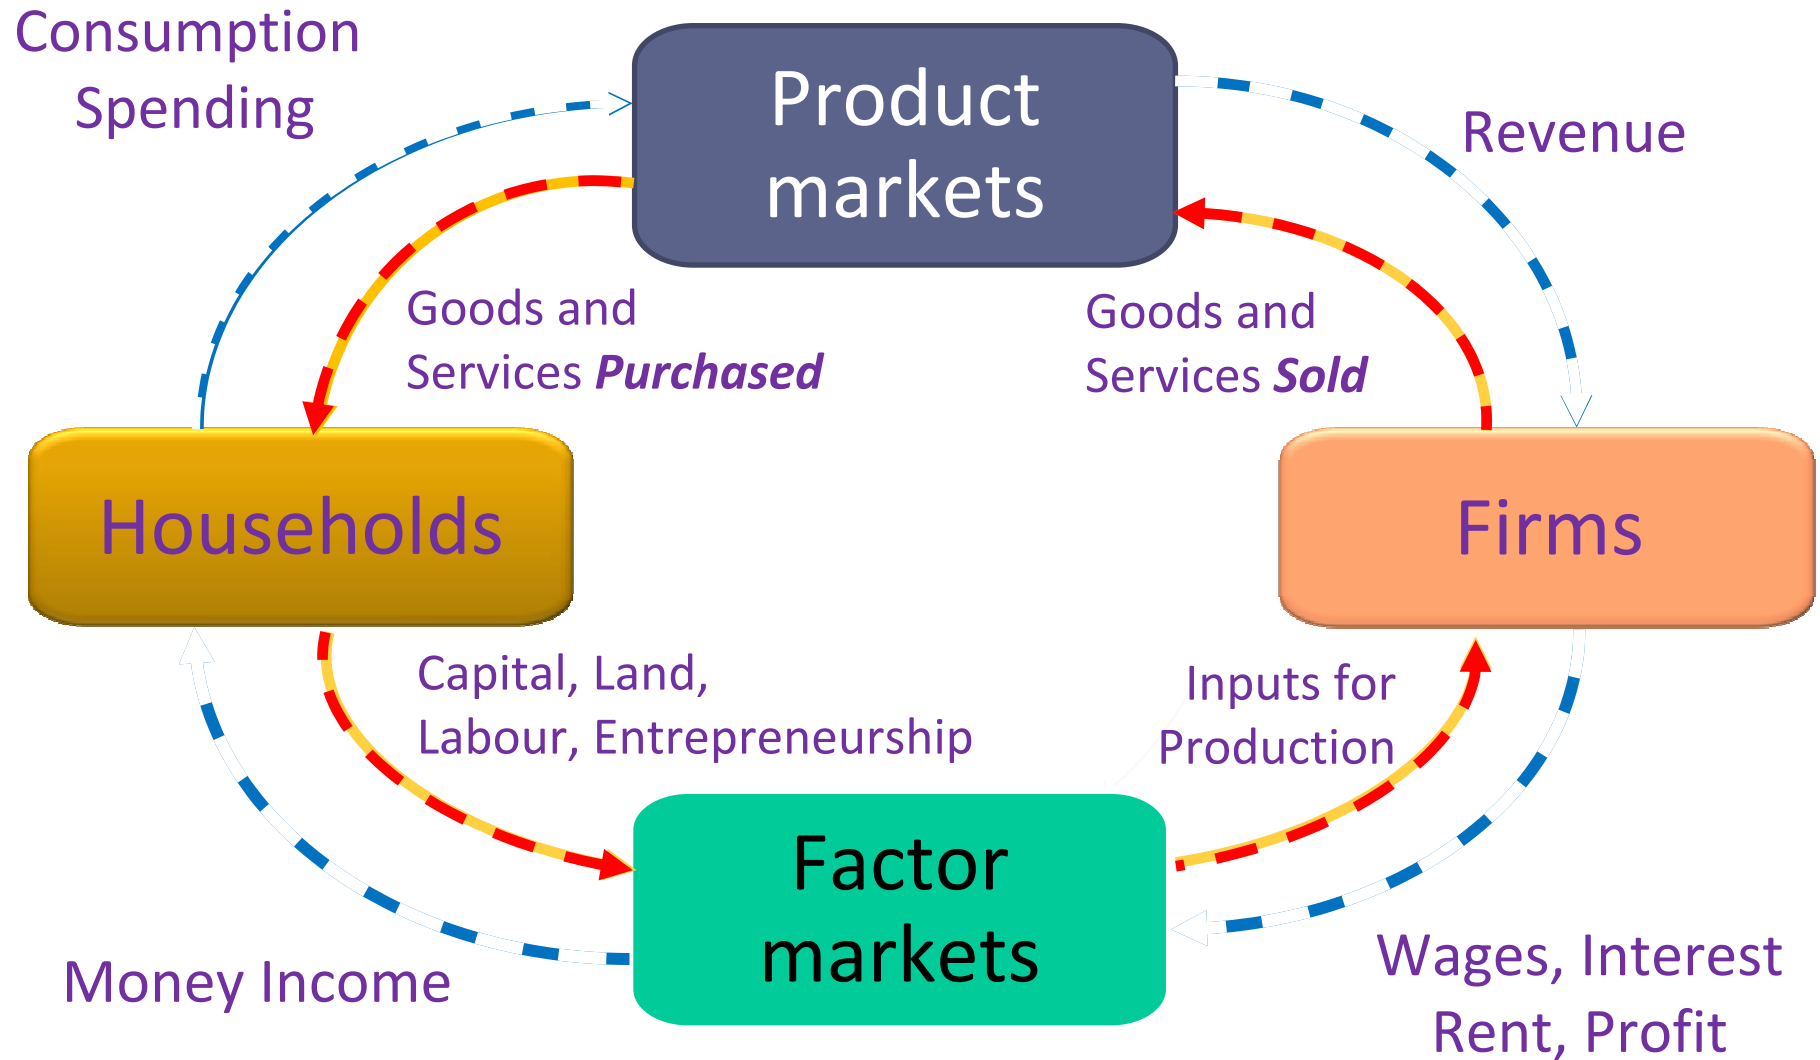 Consumption
Spending
Product
markets
Revenue
Goods and
Services Purchased
Goods and
Services Sold
Households
Firms
Capital, Land,
Labour, Entrepreneurship
Inputs for
Production
Factor
markets
Money Income
Wages, Interest
Rent, Profit